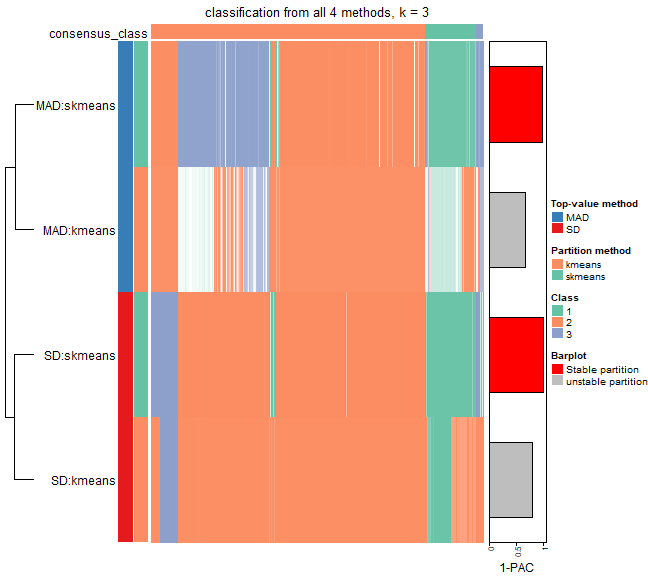 classification from all 4 methods, k = 3
consensus_class
MAD:skmeans
MAD:kmeans
SD:skmeans
SD:kmeans
Top-value method
MAD
SD
Partition method
kmeans
skmeans
Class
1
2
3
Barplot
Stable partition
unstable partition
0
0.5
1
1-PAC